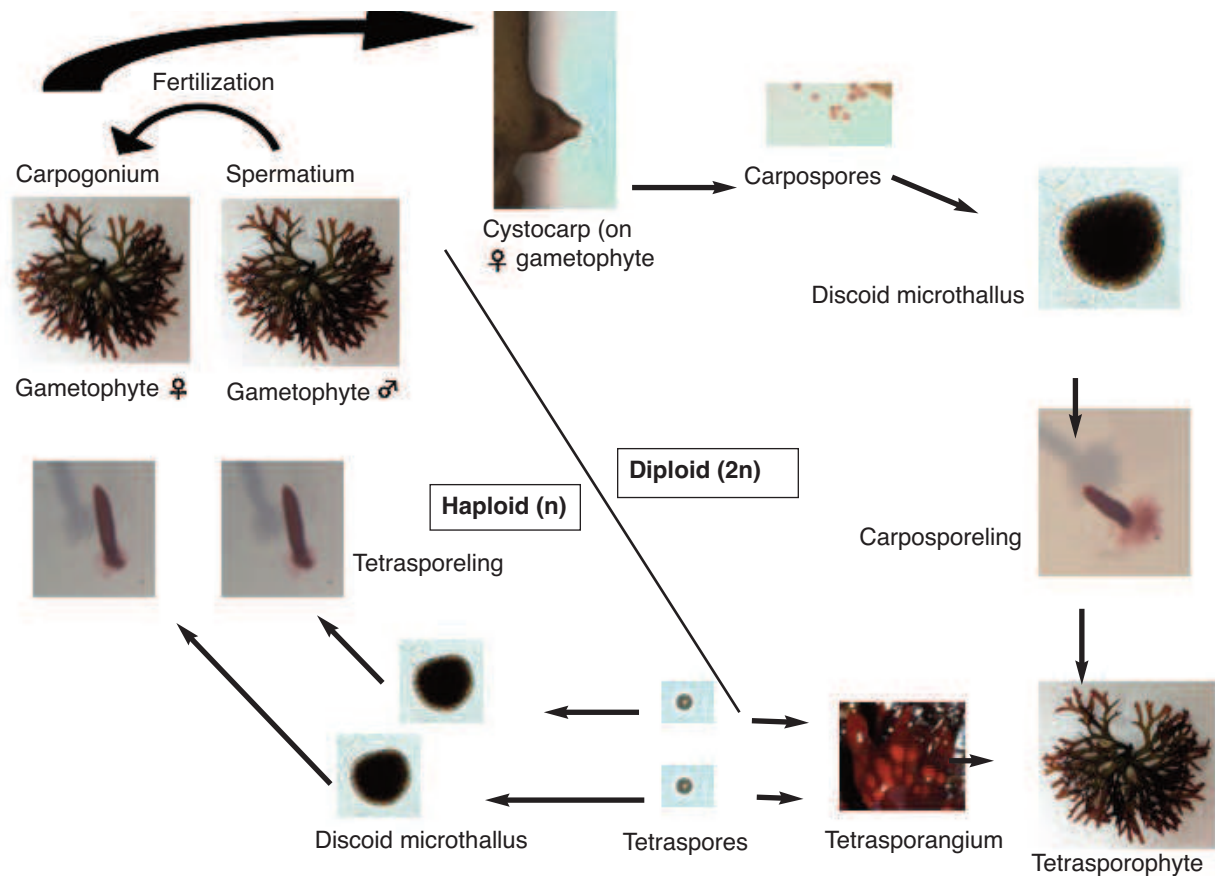 Fertilization
Carpogonium
Spermatium
Gametophyte ♀
Gametophyte ♂
Cystocarp (on
♀ gametophyte
Carpospores
Discoid microthallus
Diploid (2n)
Haploid (n)
Carposporeling
Tetrasporeling
Discoid microthallus
Tetraspores
Tetrasporangium
Tetrasporophyte